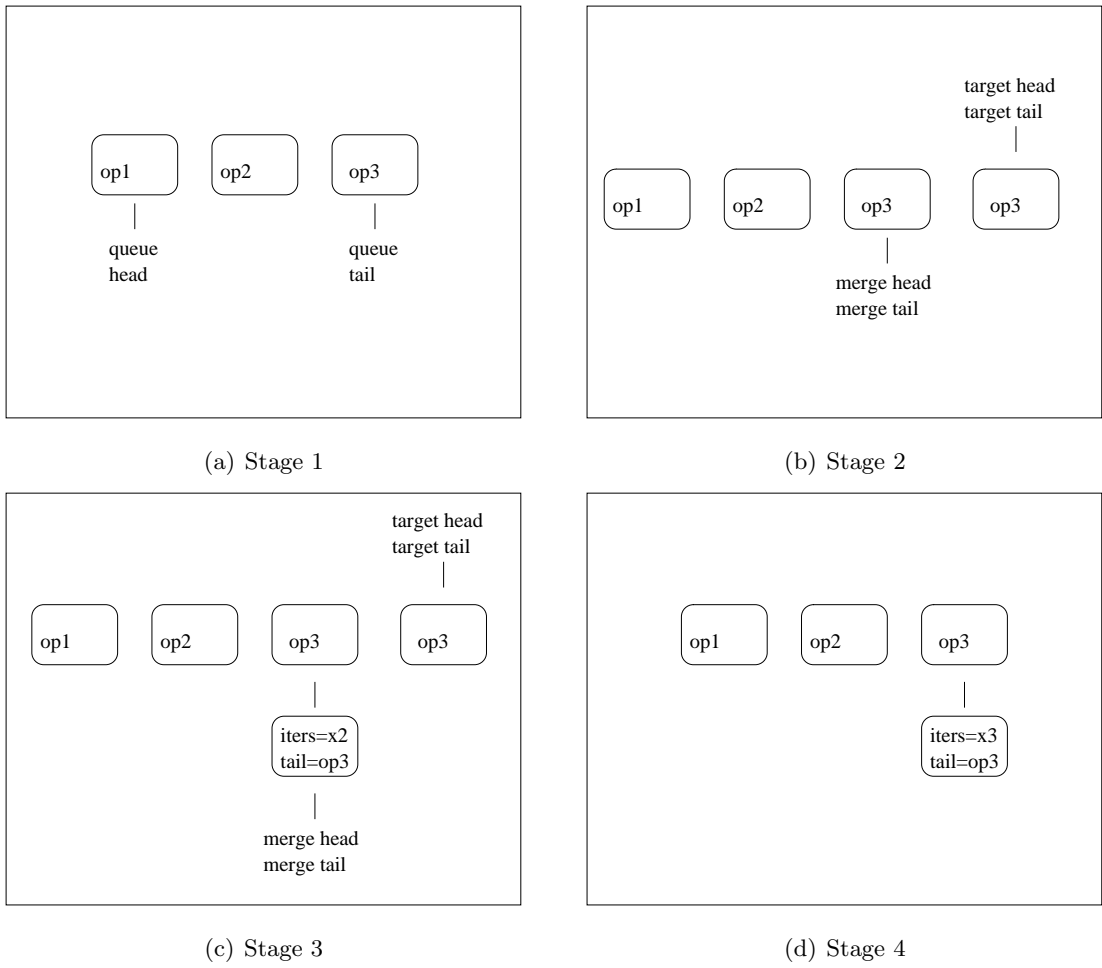 op1
op2
op3
queue
head
queue
tail
(a) Stage 1
target head
target tail
op1
op2
op3
op3
merge head
merge tail
(b) Stage 2
target head
target tail
op1
op2
op3
op3
iters=x2
tail=op3
merge head
merge tail
(c) Stage 3
op1
op2
op3
iters=x3
tail=op3
(d) Stage 4